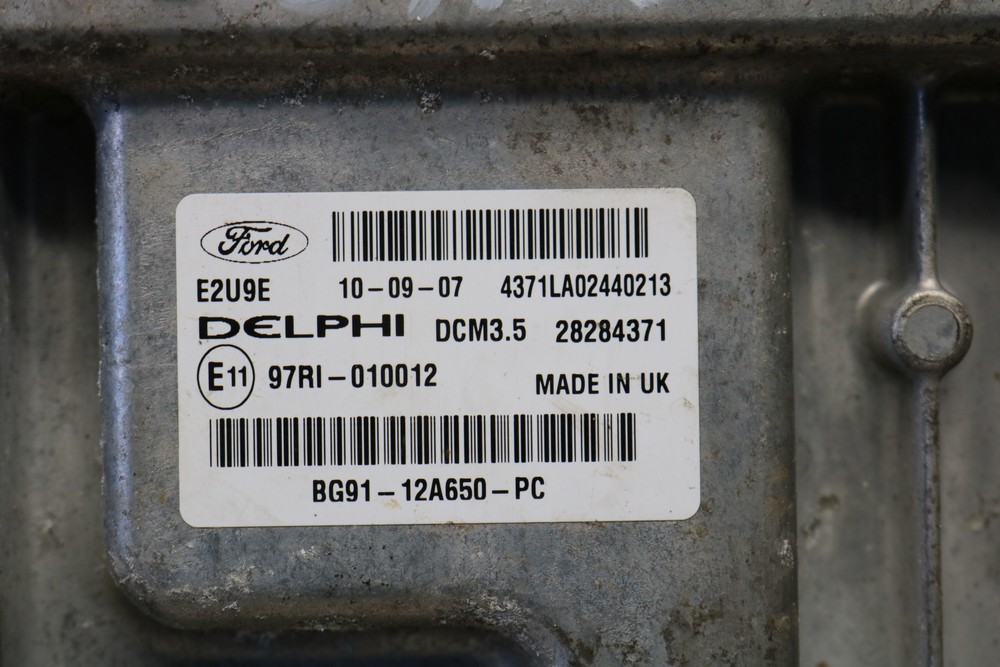 Ford
E2U9E 10-09-07 4371LA02440213
DELPHI DCM3.5 28284371
E11 97RI-010012 MADE IN UK
BG91-12A650-PC